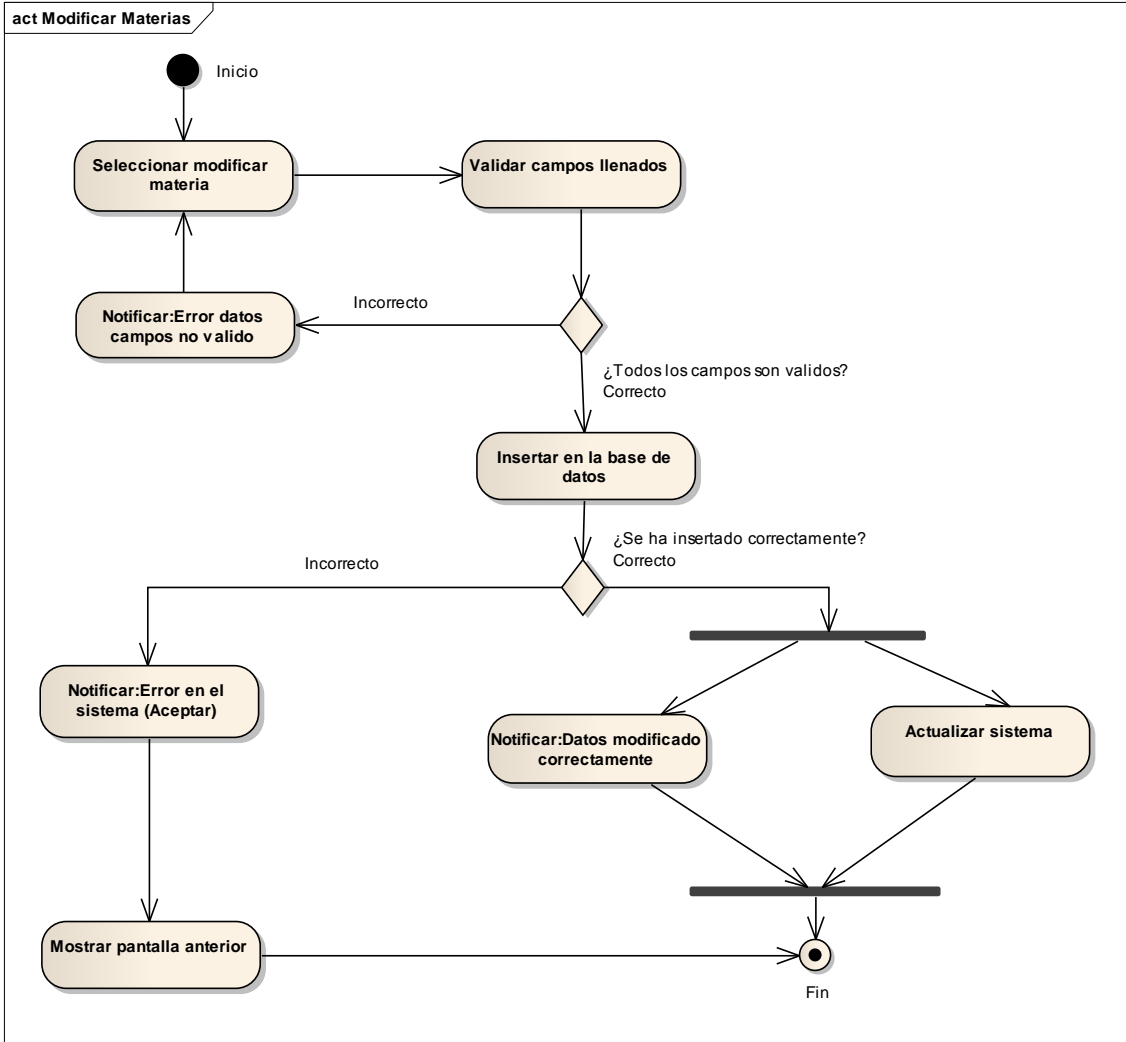 act Modificar Materias
Inicio
Seleccionar modificar
materia
Validar campos llenados
Notificar:Error datos
campos no valido
Incorrecto
¿Todos los campos son validos?
Correcto
Insertar en la base de
datos
¿Se ha insertado correctamente?
Correcto
Incorrecto
Notificar:Error en el
sistema (Aceptar)
Notificar:Datos modificado
correctamente
Actualizar sistema
Mostrar pantalla anterior
Fin